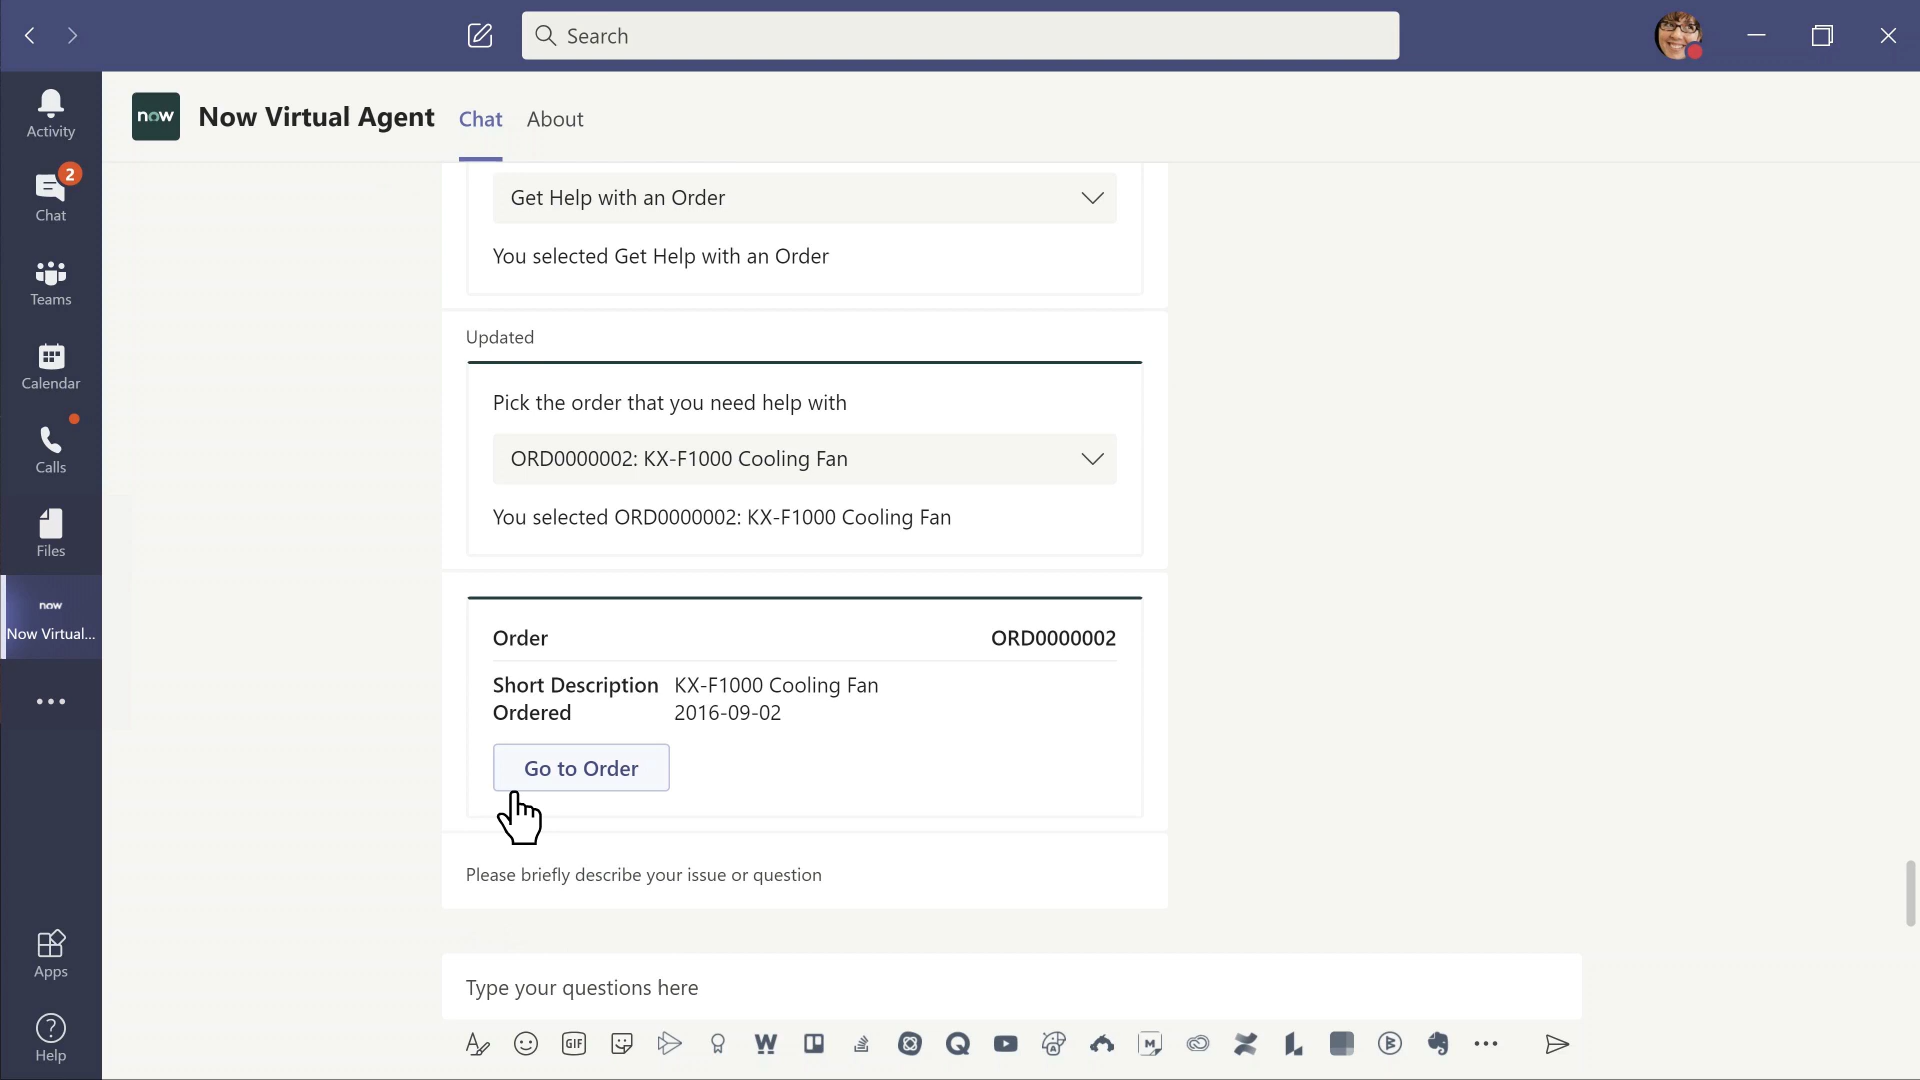 Search
now
Now Virtual Agent
Chat
About
Activity
2
Chat
Teams
Calendar
Calls
Files
now
Now Virtual...
Apps
Help
Get Help with an Order
You selected Get Help with an Order
Updated
Pick the order that you need help with
ORD0000002: KX-F1000 Cooling Fan
You selected ORD0000002: KX-F1000 Cooling Fan
Order ORD0000002
Short Description KX-F1000 Cooling Fan
Ordered 2016-09-02
Go to Order
Please briefly describe your issue or question
Type your questions here
GIF